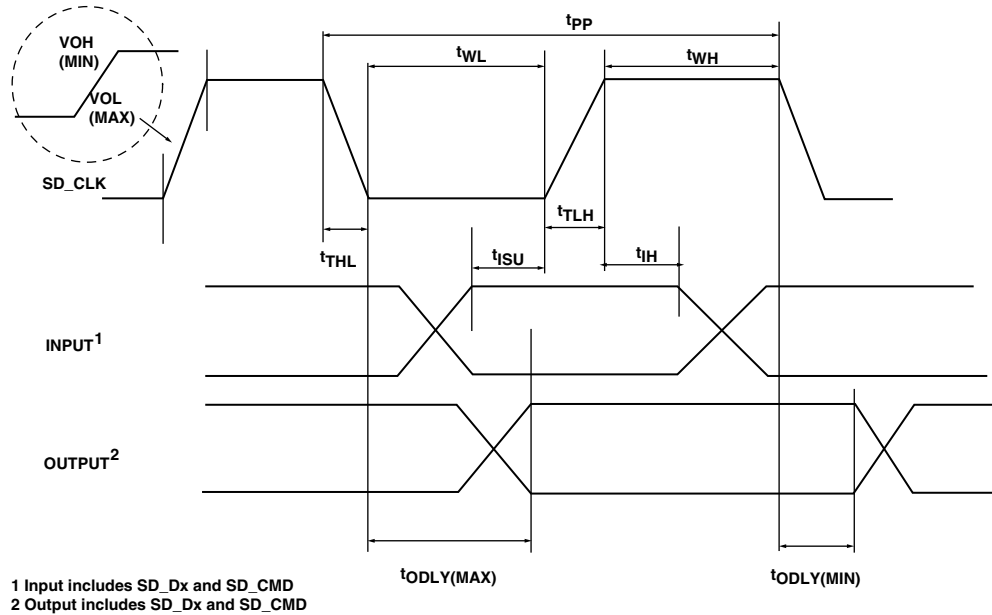 VOH
(MIN)
VOL
(MAX)
tPP
tWL
tWH
SD_CLK
tTHL
tISU
tTLH
tIH
INPUT1
OUTPUT2
tODLY(MAX)
tODLY(MIN)
1 Input includes SD_Dx and SD_CMD
2 Output includes SD_Dx and SD_CMD